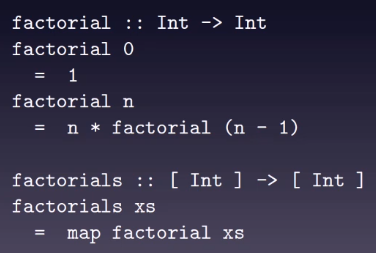 factorial :: Int -> Int
factorial 0
  =  1
factorial n
  =  n * factorial (n - 1)

factorials :: [ Int ] -> [ Int ]
factorials xs
  =  map factorial xs